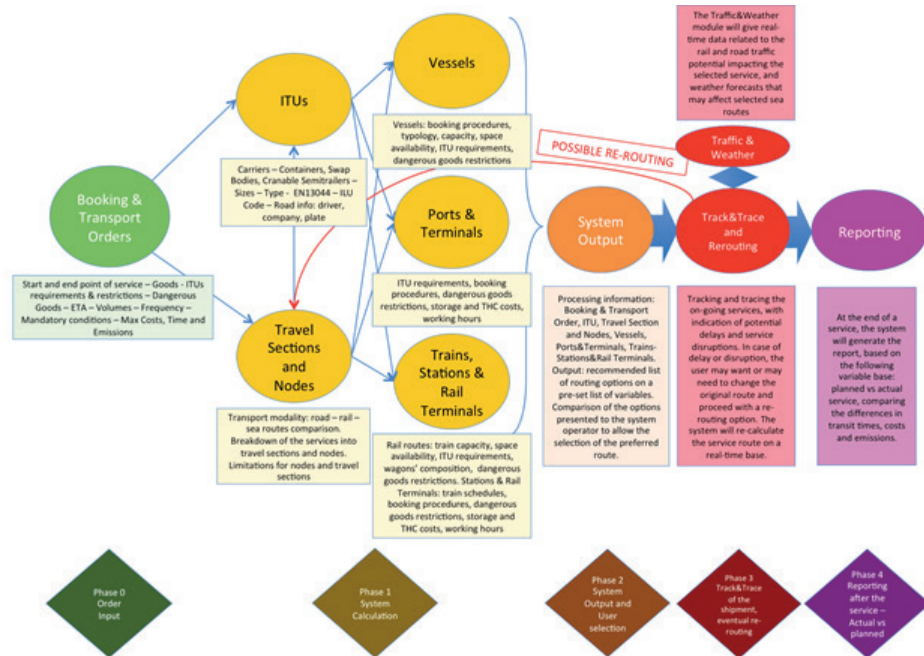 Booking &
Transport
Orders
Start and end point of service – Goods - ITUs
requirements & restrictions – Dangerous
Goods – ETA – Volumes – Frequency –
Mandatory conditions – Max Costs, Time and
Emissions
ITUs
Carriers – Containers, Swap
Bodies, Cranable Semitrailers –
Sizes – Type - EN13044 – ILU
Code – Road info: driver,
company, plate
Travel
Sections
and
Nodes
Transport modality: road – rail –
sea routes comparison.
Breakdown of the services into
travel sections and nodes.
Limitations for nodes and travel
sections
Vessels
Vessels: booking procedures,
typology, capacity, space
availability, ITU requirements,
dangerous goods restrictions
Ports &
Terminals
ITU requirements, booking
procedures, dangerous goods
restrictions, storage and THC costs,
working hours
Trains,
Stations &
Rail
Terminals
Rail routes: train capacity, space
availability, ITU requirements,
wagons' composition, dangerous
goods restrictions. Stations & Rail
Terminals: train schedules,
booking procedures, dangerous
goods restrictions, storage and
THC costs, working hours
System
Output
Processing information:
Booking & Transport
Order, ITU, Travel Section
and Nodes, Vessels,
Ports&Terminals, Trains-
Stations&Rail Terminals.
Output: recommended list
of routing options on a
pre-set list of variables.
Comparison of the options
presented to the system
operator to allow the
selection of the preferred
route.
The Traffic&Weather
module will give real-
time data related to the
rail and road traffic
potential impacting the
selected service, and
weather forecasts that
may affect selected sea
routes
POSSIBLE RE-ROUTING
Traffic &
Weather
Track&Trace
and
Rerouting
Tracking and tracing the
on-going services, with
indication of potential
delays and service
disruptions. In case of
delay or disruption, the
user may want or may
need to change the
original route and
proceed with a re-
routing option. The
system will re-calculate
the service route on a
real-time base.
Reporting
At the end of a
service, the system
will generate the
report, based on
the following
variable base:
planned vs actual
service, comparing
the differences in
transit times, costs
and emissions.
Phase 0
Order
Input
Phase 1
System
Calculation
Phase 2
System
Output and
User
selection
Phase 3
Track&Trace
of the
shipment,
eventual re-
routing
Phase 4
Reporting
after the
service –
Actual vs
planned